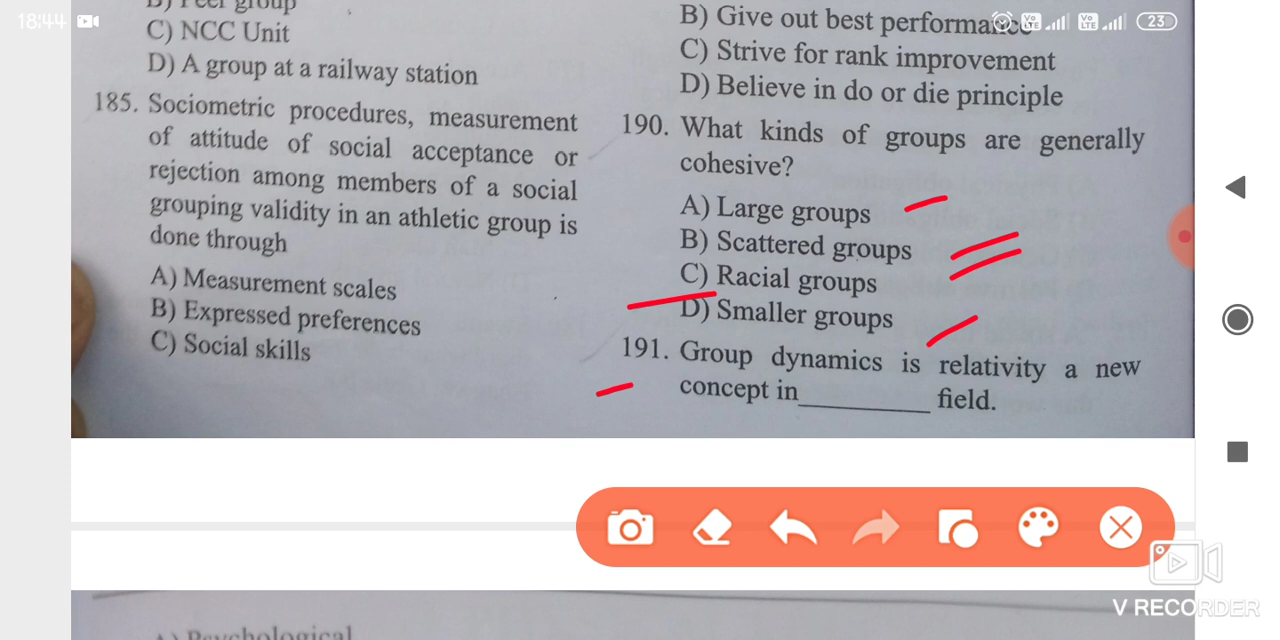 18:44
23
B) Peer group
C) NCC Unit
D) A group at a railway station
185. Sociometric procedures, measurement
of attitude of social acceptance or
rejection among members of a social
grouping validity in an athletic group is
done through
A) Measurement scales
B) Expressed preferences
C) Social skills
B) Give out best performance
C) Strive for rank improvement
D) Believe in do or die principle
190. What kinds of groups are generally
cohesive?
A) Large groups
B) Scattered groups
C) Racial groups
D) Smaller groups
191. Group dynamics is relativity a new
concept in__________ field.
A) Psychological
V RECORDER